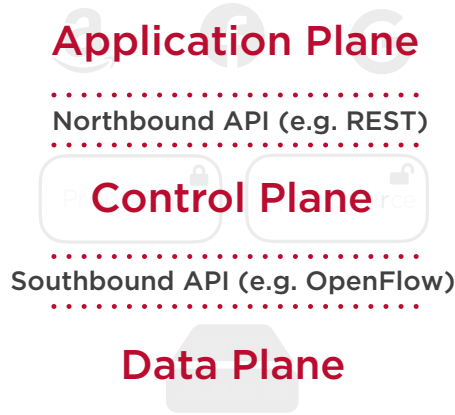 Application Plane
Northbound API (e.g. REST)
Control Plane
Southbound API (e.g. OpenFlow)
Data Plane